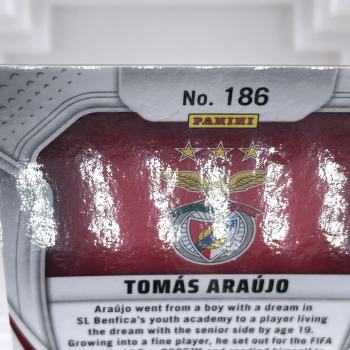 No. 186
PANINI
TOMÁS ARAÚJO
Araújo went from a boy with a dream in
SL Benfica's youth academy to a player living
the dream with the senior side by age 19.
Growing into a fine player, he set out for the FIFA